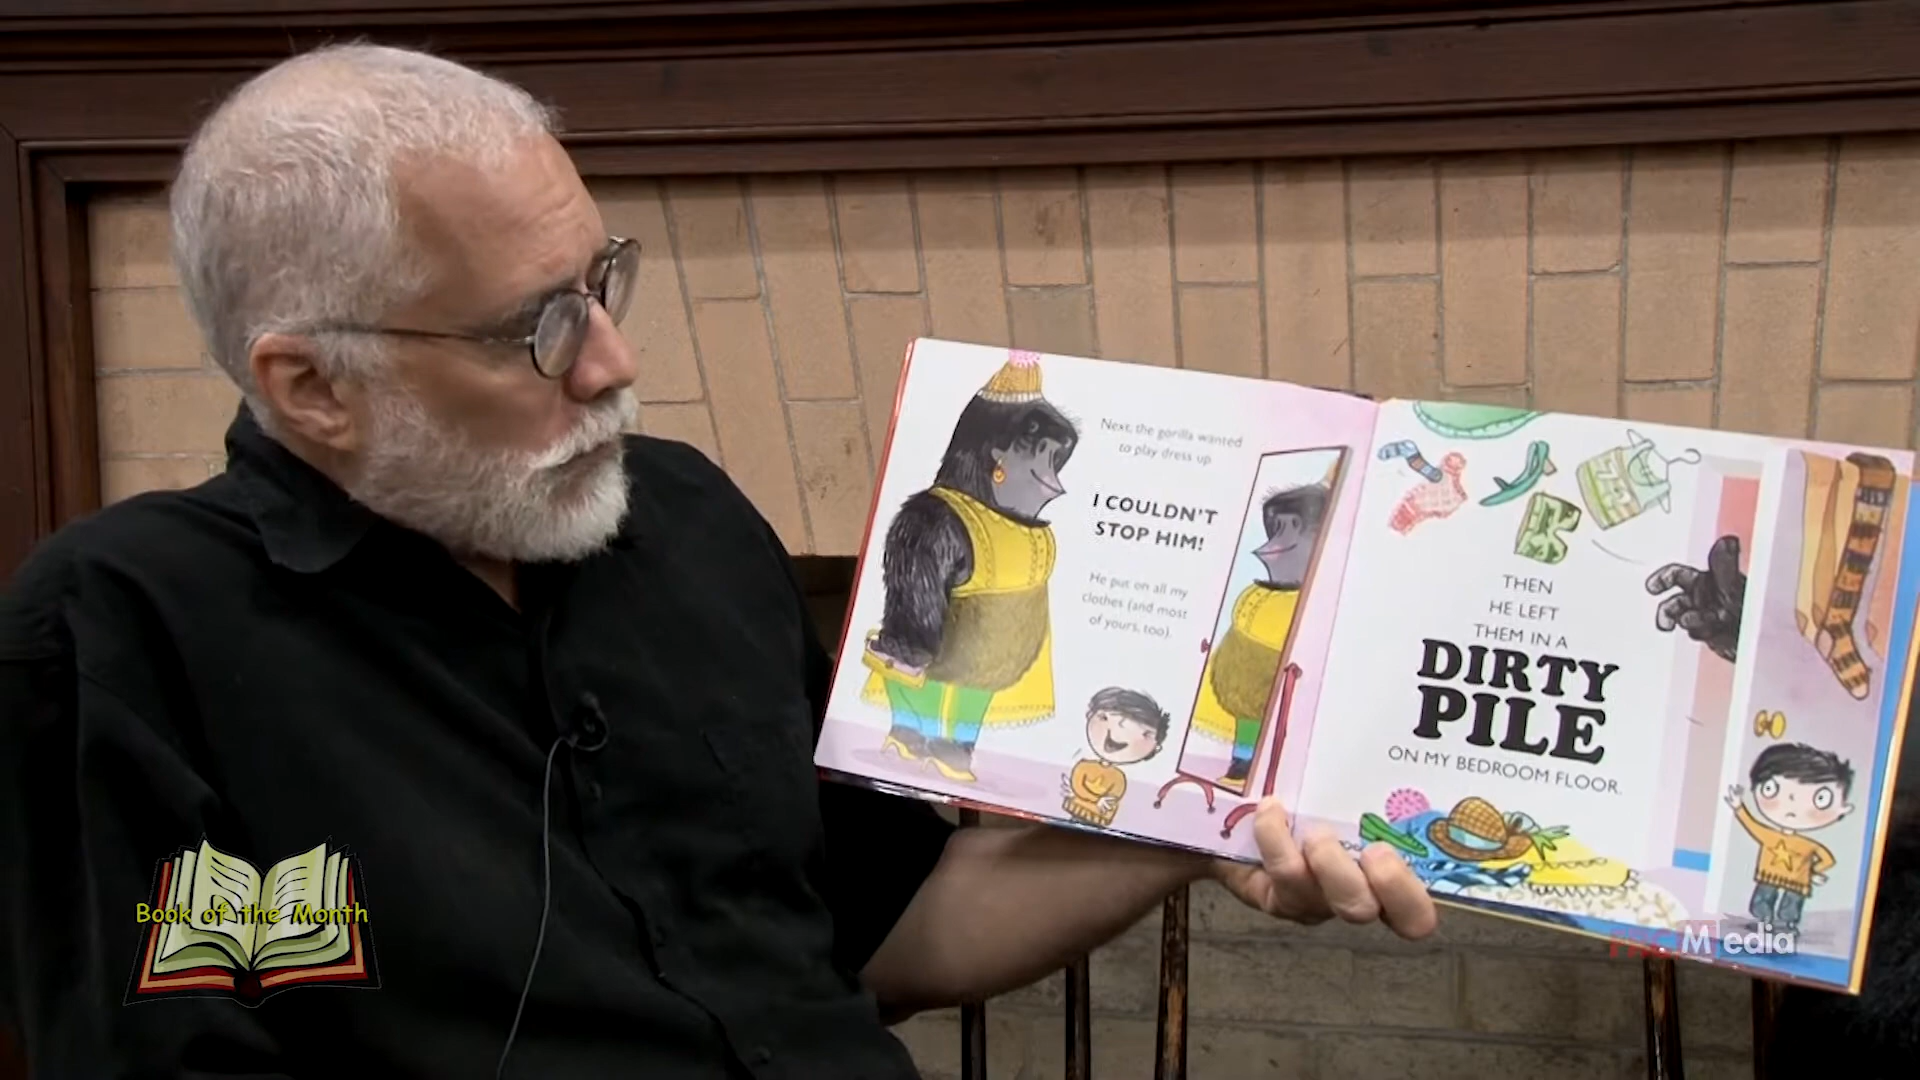 Next, the gorilla wanted
to play dress up.
I COULDN'T
STOP HIM!
He put on all my
clothes (and most
of yours, too).
THEN
HE LEFT
THEM IN A
DIRTY
PILE
ON MY BEDROOM FLOOR.
Book of the Month
Media